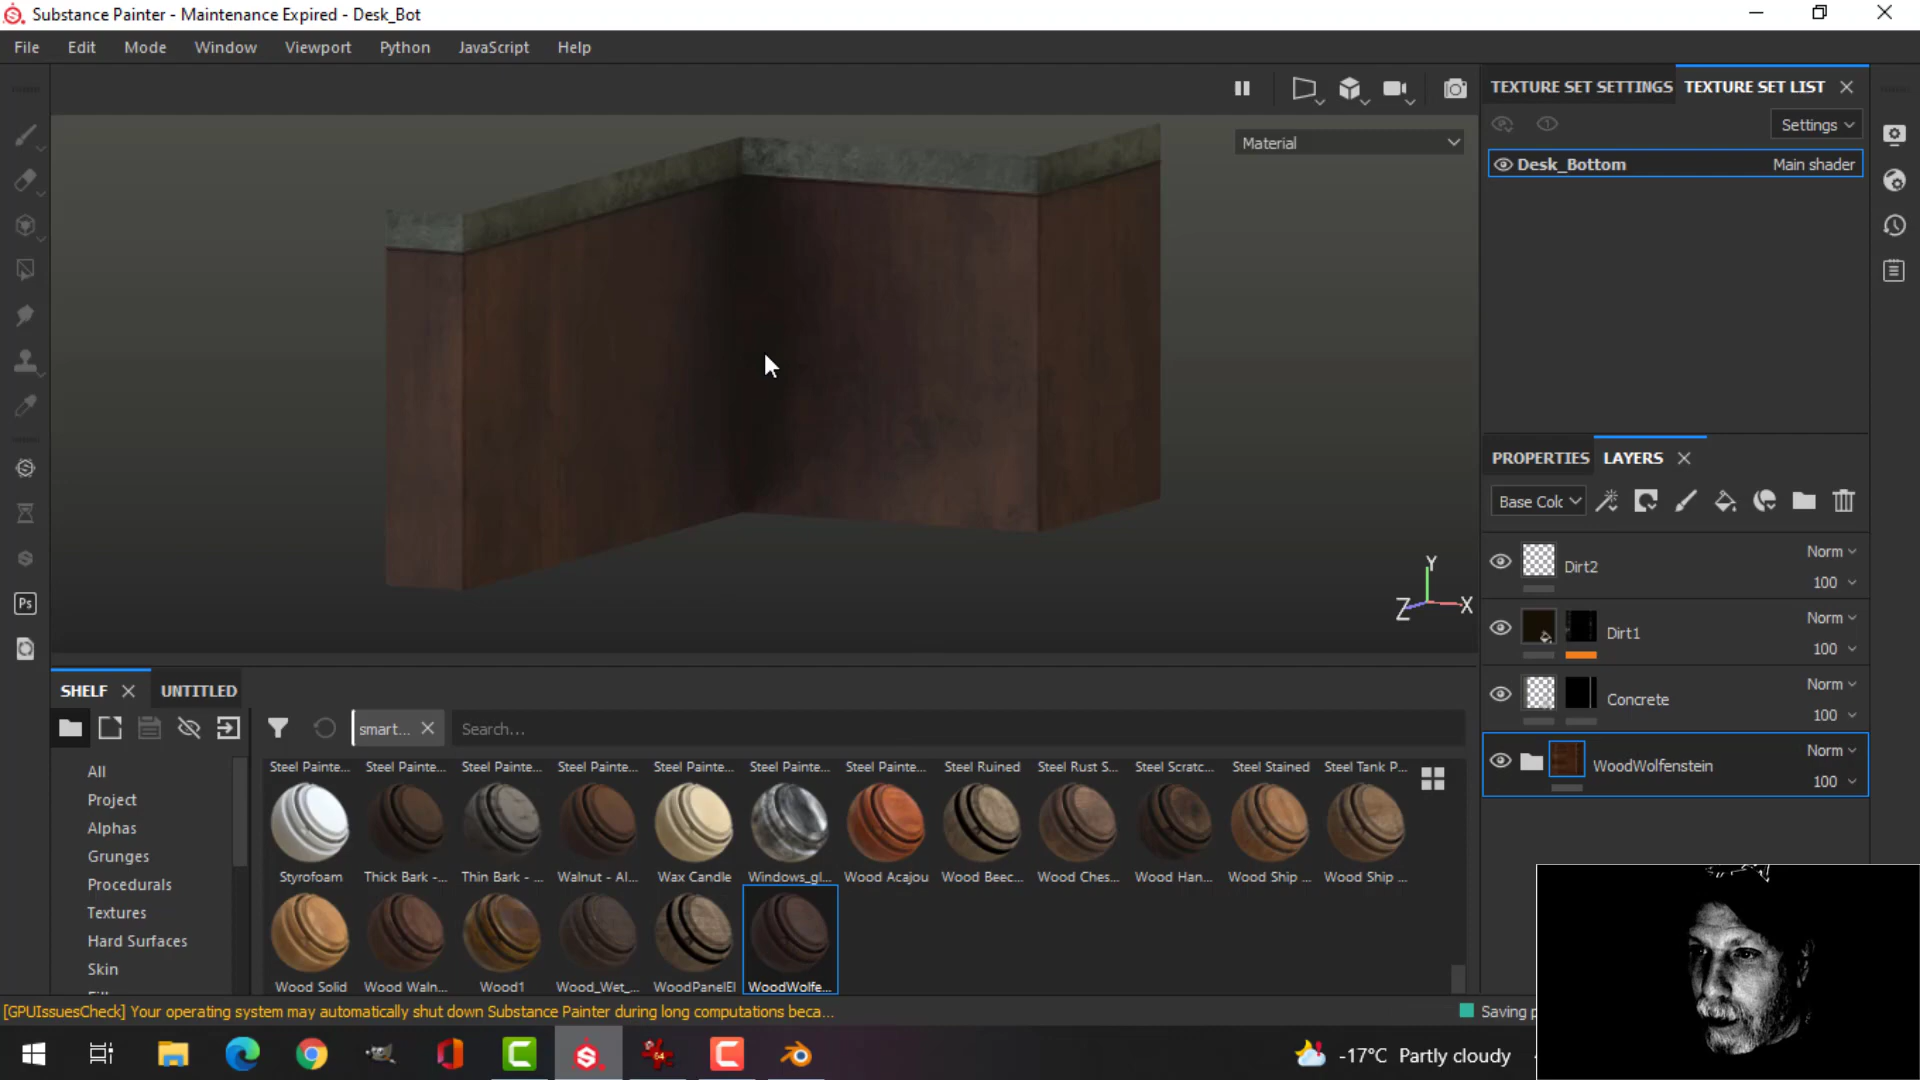 Substance Painter - Maintenance Expired - Desk_Bot
File Edit Mode Window Viewport Python JavaScript Help
TEXTURE SET SETTINGS TEXTURE SET LIST
Settings
Material
Desk_Bottom Main shader
PROPERTIES LAYERS
Base Colc
Norm
Dirt2
100
Norm
Dirt1
100
Norm
Concrete
100
Norm
WoodWolfenstein
100
Y
Z X
SHELF UNTITLED
smart... Search...
All
Project
Alphas
Grunges
Procedurals
Textures
Hard Surfaces
Skin
Steel Painte... Steel Painte... Steel Painte... Steel Painte... Steel Painte... Steel Painte... Steel Painte... Steel Ruined Steel Rust S... Steel Scratc... Steel Stained Steel Tank P...
Styrofoam Thick Bark -... Thin Bark - ... Walnut - Al... Wax Candle Windows_gl... Wood Acajou Wood Beec... Wood Ches... Wood Han... Wood Ship ... Wood Ship ...
Wood Solid Wood Waln... Wood1 Wood_Wet_... WoodPanelEl WoodWolfe...
[GPUIssuesCheck] Your operating system may automatically shut down Substance Painter during long computations beca...
Saving p
Ps
64
-17°C Partly cloudy